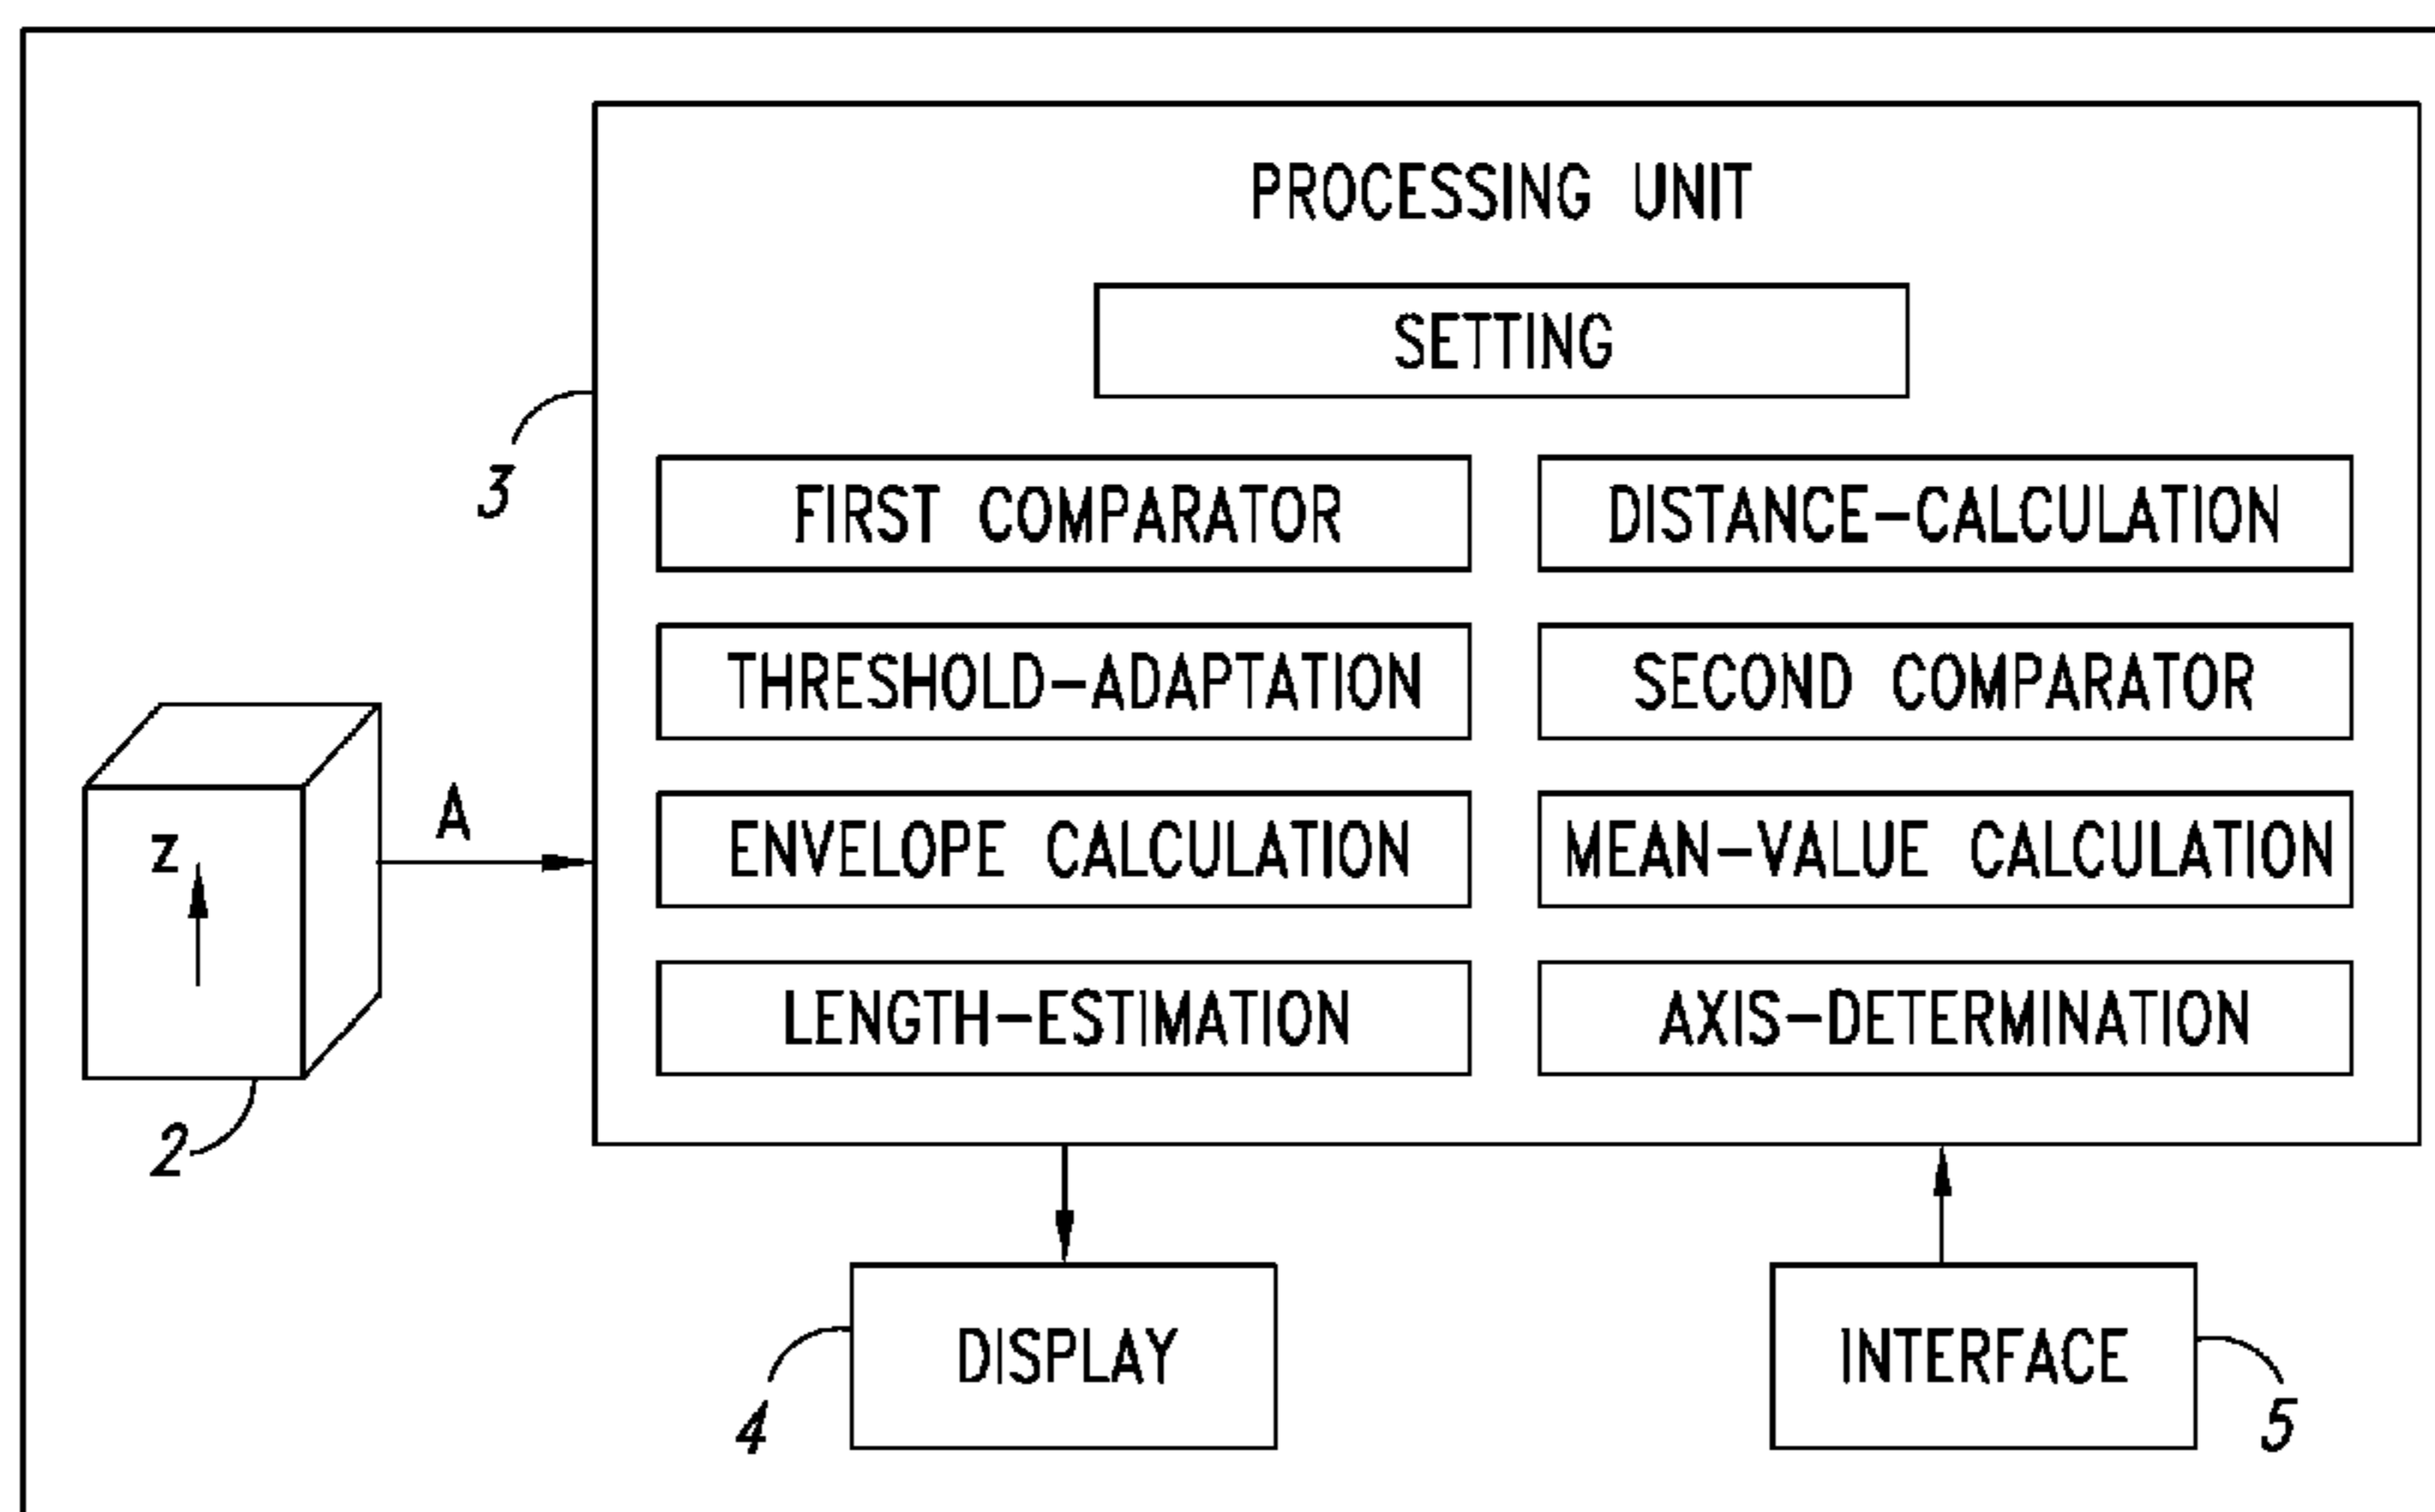 PROCESSING UNIT
SETTING
3
FIRST COMPARATOR
DISTANCE-CALCULATION
THRESHOLD-ADAPTATION
SECOND COMPARATOR
A
z
ENVELOPE CALCULATION
MEAN-VALUE CALCULATION
LENGTH-ESTIMATION
AXIS-DETERMINATION
2
DISPLAY
INTERFACE
4
5